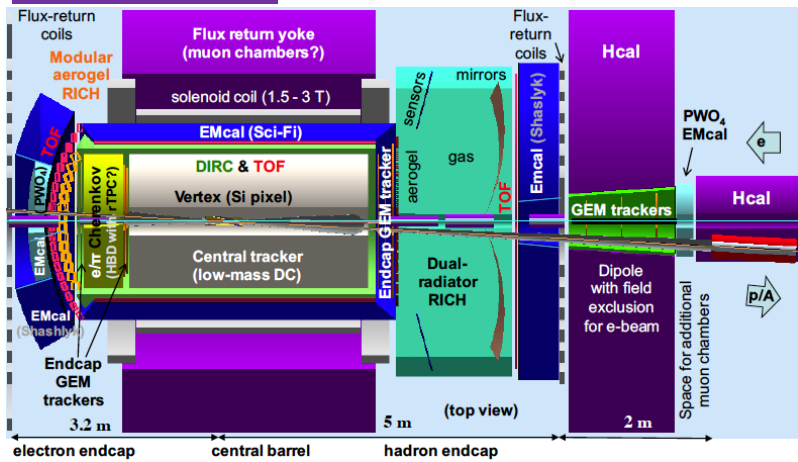 Flux-return
coils
Modular
aerogel
RICH
Flux return yoke
(muon chambers?)
solenoid coil (1.5 - 3 T)
EMcal (Sci-Fi)
DIRC & TOF
Vertex (Si pixel)
Central tracker
(low-mass DC)
TOF
(PWO4)
EMcal
EMcal
(Shashlyk)
e/π Cherenkov
(HBD with rTPC?)
Endcap
GEM
trackers
Endcap GEM tracker
sensors
mirrors
aerogel
gas
TOF
Dual-
radiator
RICH
Flux-
return
coils
Emcal (Shaslyk)
Hcal
PWO4
EMcal
e
Hcal
GEM trackers
Dipole
with field
exclusion
for e-beam
p/A
Space for additional
muon chambers
(top view)
3.2 m
5 m
2 m
electron endcap
central barrel
hadron endcap